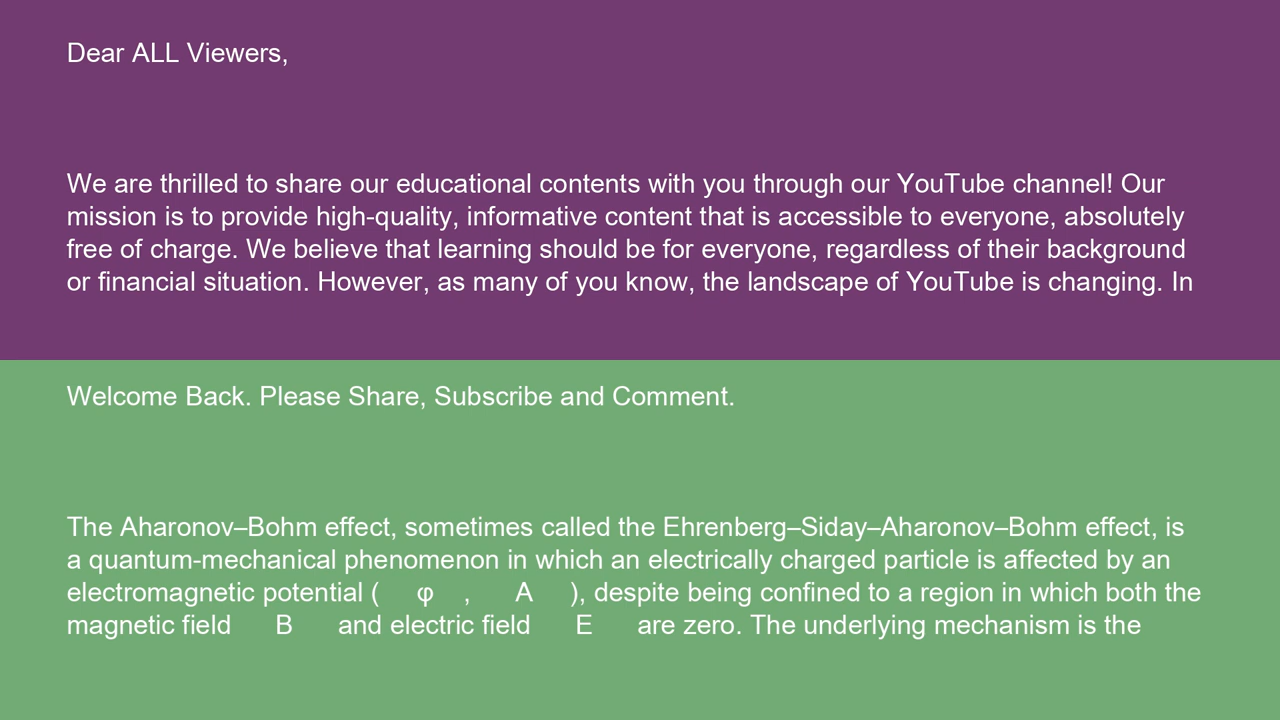 Dear ALL Viewers,
We are thrilled to share our educational contents with you through our YouTube channel! Our
mission is to provide high-quality, informative content that is accessible to everyone, absolutely
free of charge. We believe that learning should be for everyone, regardless of their background
or financial situation. However, as many of you know, the landscape of YouTube is changing. In
Welcome Back. Please Share, Subscribe and Comment.
The Aharonov–Bohm effect, sometimes called the Ehrenberg–Siday–Aharonov–Bohm effect, is
a quantum-mechanical phenomenon in which an electrically charged particle is affected by an
electromagnetic potential ( φ , A ), despite being confined to a region in which both the
magnetic field B and electric field E are zero. The underlying mechanism is the